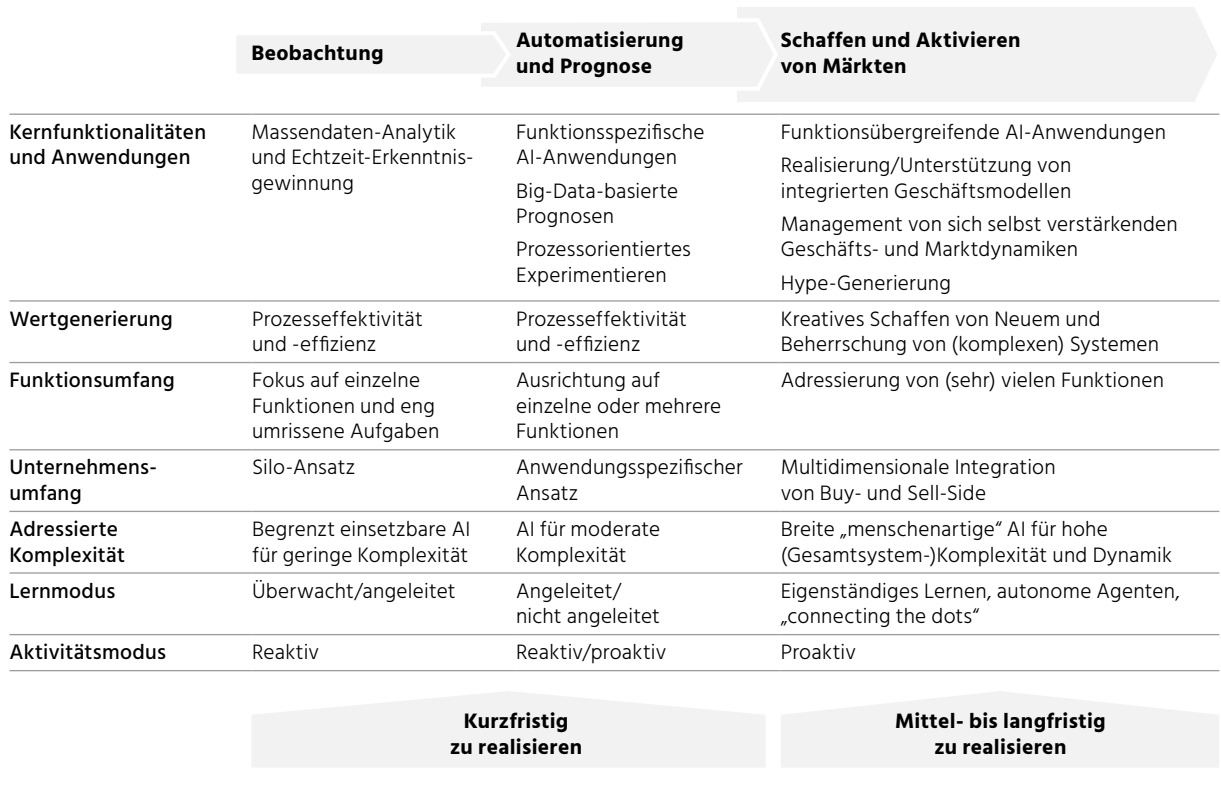 Beobachtung
Automatisierung
und Prognose
Schaffen und Aktivieren
von Märkten
Kernfunktionalitäten
und Anwendungen
Massendaten-Analytik
und Echtzeit-Erkenntnis-
gewinnung
Funktionsspezifische
AI-Anwendungen
Big-Data-basierte
Prognosen
Prozessorientiertes
Experimentieren
Funktionsübergreifende AI-Anwendungen
Realisierung/Unterstützung von
integrierten Geschäftsmodellen
Management von sich selbst verstärkenden
Geschäfts- und Marktdynamiken
Hype-Generierung
Wertgenerierung
Prozesseffektivität
und -effizienz
Prozesseffektivität
und -effizienz
Kreatives Schaffen von Neuem und
Beherrschung von (komplexen) Systemen
Funktionsumfang
Fokus auf einzelne
Funktionen und eng
umrissene Aufgaben
Ausrichtung auf
einzelne oder mehrere
Funktionen
Adressierung von (sehr) vielen Funktionen
Unternehmens-
umfang
Silo-Ansatz
Anwendungsspezifischer
Ansatz
Multidimensionale Integration
von Buy- und Sell-Side
Adressierte
Komplexität
Begrenzt einsetzbare AI
für geringe Komplexität
AI für moderate
Komplexität
Breite „menschenartige“ AI für hohe
(Gesamtsystem-)Komplexität und Dynamik
Lernmodus
Überwacht/angeleitet
Angeleitet/
nicht angeleitet
Eigenständiges Lernen, autonome Agenten,
„connecting the dots“
Aktivitätsmodus
Reaktiv
Reaktiv/proaktiv
Proaktiv
Kurzfristig
zu realisieren
Mittel- bis langfristig
zu realisieren